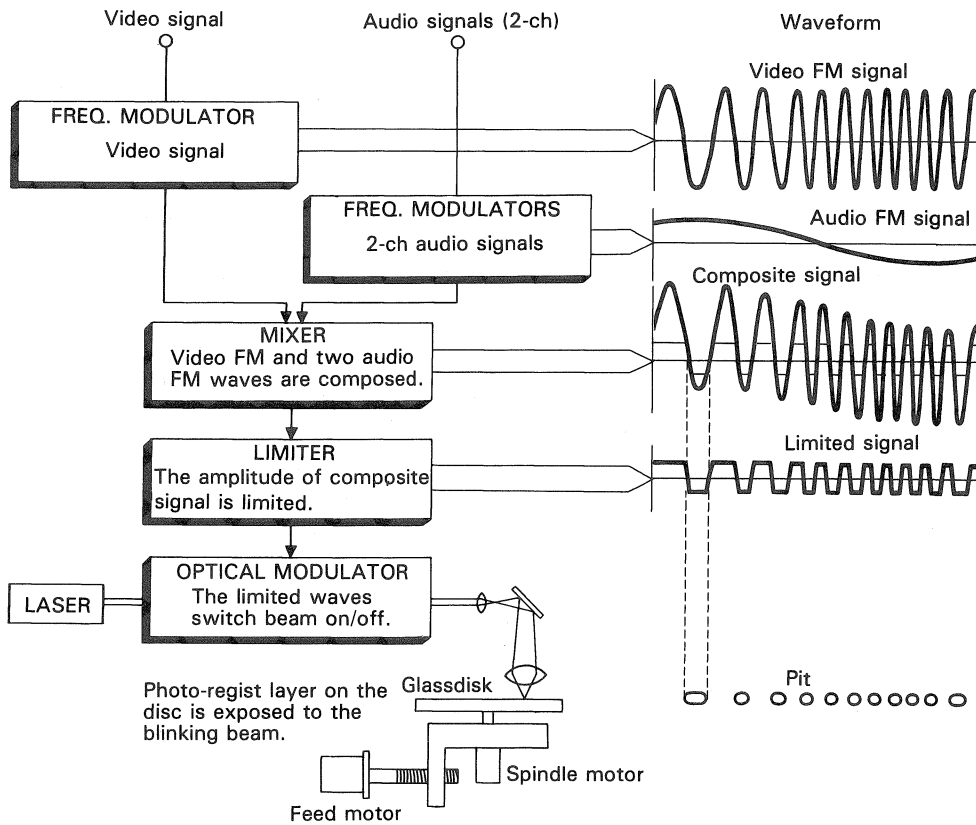 Video signal
Audio signals (2-ch)
Waveform
Video FM signal
FREQ. MODULATOR
Video signal
FREQ. MODULATORS
2-ch audio signals
Audio FM signal
Composite signal
MIXER
Video FM and two audio
FM waves are composed.
LIMITER
The amplitude of composite
signal is limited.
Limited signal
OPTICAL MODULATOR
The limited waves
switch beam on/off.
LASER
Photo-regist layer on the
disc is exposed to the
blinking beam.
Glassdisk
Pit
Spindle motor
Feed motor